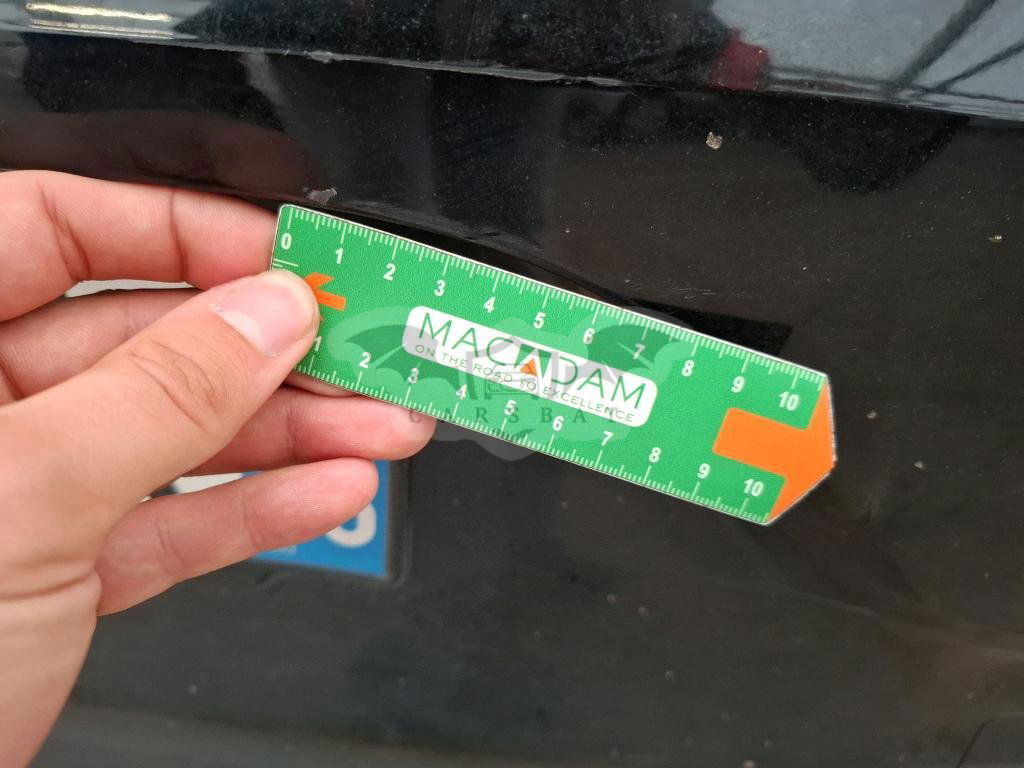 0 1 2 3 4 5 6 7 8 9 10
MACADAM
ON THE ROAD TO EXCELLENCE
1 2 3 4 5 6 7 8 9 10
CARSBAT